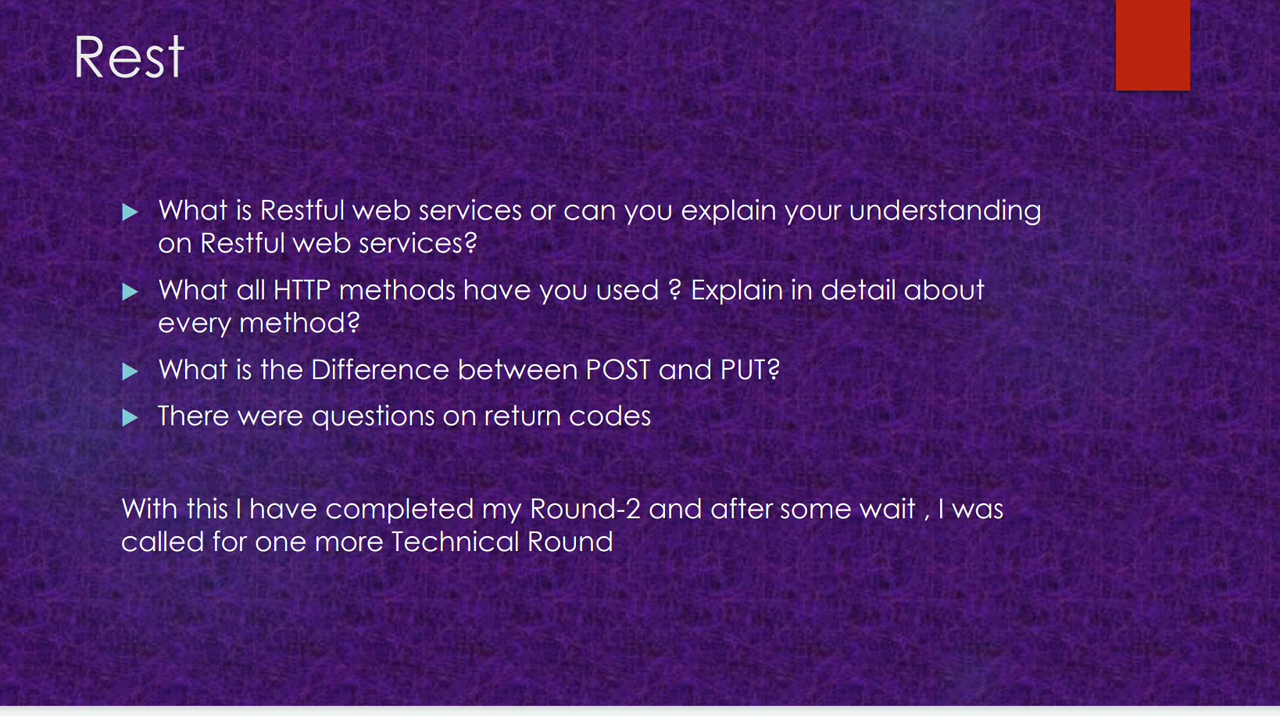 Rest
What is Restful web services or can you explain your understanding
on Restful web services?
What all HTTP methods have you used ? Explain in detail about
every method?
What is the Difference between POST and PUT?
There were questions on return codes
With this I have completed my Round-2 and after some wait , I was
called for one more Technical Round